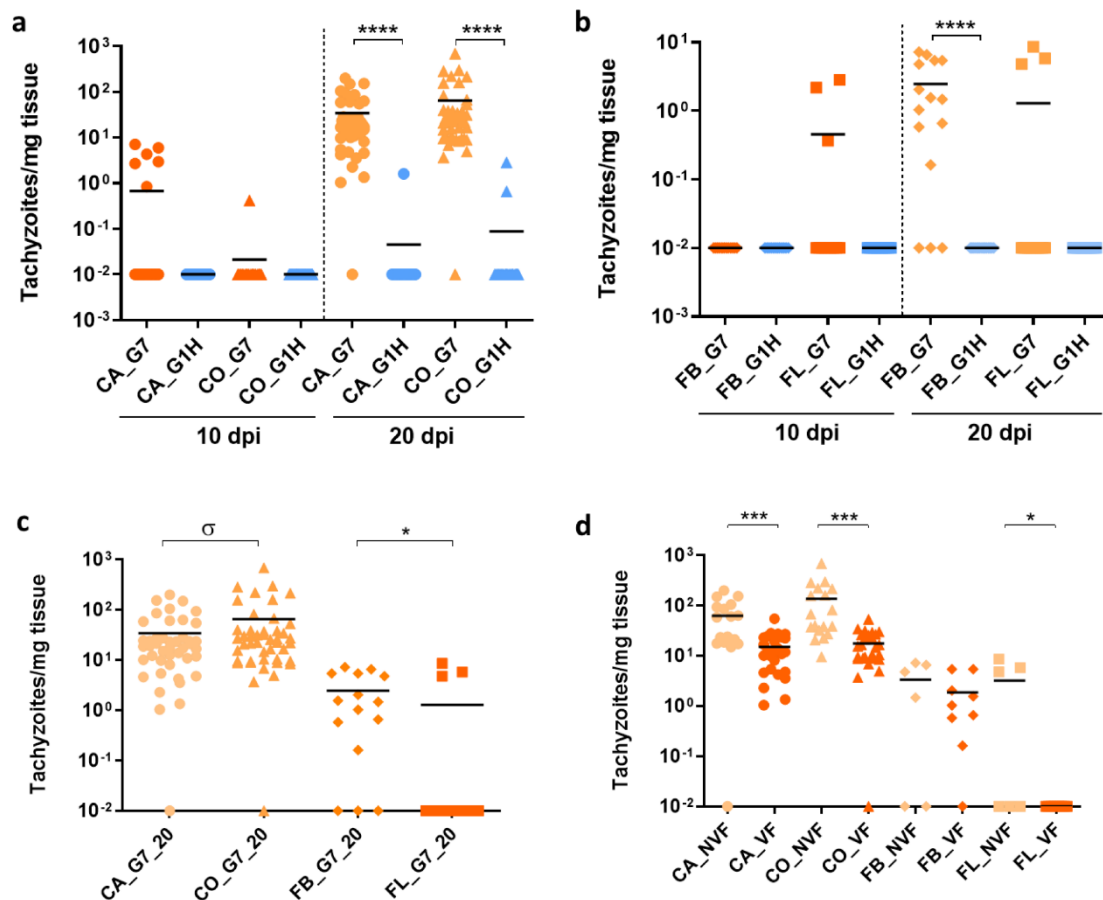 a
**** ****
10³
10²
10¹
10⁰
10⁻¹
10⁻²
10⁻³
Tachyzoites/mg tissue
CA_G7 CA_G1H CO_G7 CO_G1H CA_G7 CA_G1H CO_G7 CO_G1H
10 dpi 20 dpi
b
****
10¹
10⁰
10⁻¹
10⁻²
10⁻³
Tachyzoites/mg tissue
FB_G7 FB_G1H FL_G7 FL_G1H FB_G7 FB_G1H FL_G7 FL_G1H
10 dpi 20 dpi
c
σ *
10³
10²
10¹
10⁰
10⁻¹
10⁻²
Tachyzoites/mg tissue
CA_G7_20 CO_G7_20 FB_G7_20 FL_G7_20
d
*** *** *
10³
10²
10¹
10⁰
10⁻¹
10⁻²
Tachyzoites/mg tissue
CA_NVF CA_VF CO_NVF CO_VF FB_NVF FB_VF FL_NVF FL_VF